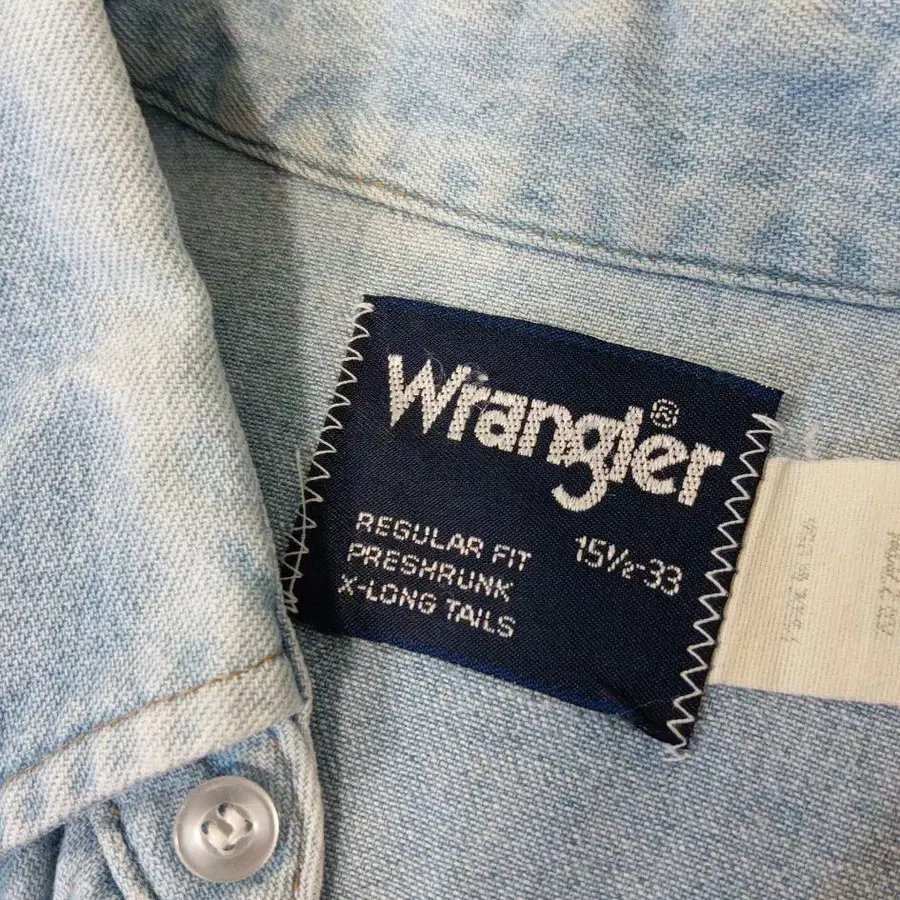 Wrangler®
REGULAR FIT
PRESHRUNK
X-LONG TAILS
15½-33